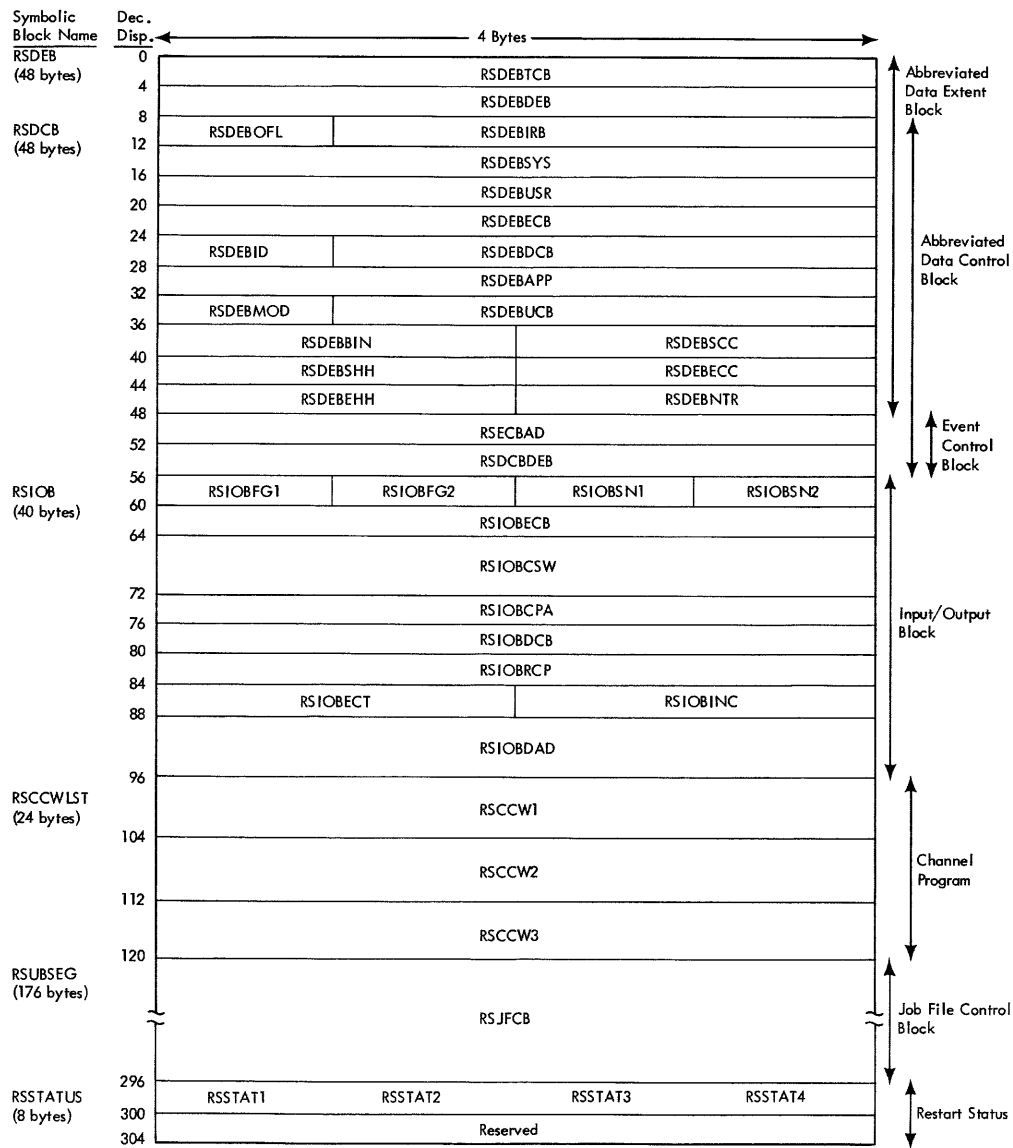 Symbolic Dec.
Block Name Disp. 4 Bytes
RSDEB 0
(48 bytes) RSDEBTCB Abbreviated
4 Data Extent
RSDEBDEB Block
8
RSDCB RSDEBOFL RSDEBIRB
(48 bytes) 12
RSDEBSYS
16
RSDEBUSR
20
RSDEBECB
24
RSDEBID RSDEBDCB Abbreviated
28 Data Control
RSDEBAPP Block
32
RSDEBMOD RSDEBUCB
36
RSDEBBIN RSDEBSCC
40
RSDEBSHH RSDEBECC
44
RSDEBEHH RSDEBNTR
48
RSECBAD Event
52 Control
RSDCBDEB Block
56
RSIOB RSIOBFG1 RSIOBFG2 RSIOBSN1 RSIOBSN2
(40 bytes) 60
RSIOBECB
64
RSIOBCSW
72
RSIOBCPA Input/Output
76 Block
RSIOBDCB
80
RSIOBRCP
84
RSIOBECT RSIOBINC
88
RSIOBDAD
96
RSCCWLST RSCCW1
(24 bytes)
104
RSCCW2 Channel
Program
112
RSCCW3
120
RSUBSEG
(176 bytes)
RSJFCB Job File Control
Block
296
RSSTATUS RSSTAT1 RSSTAT2 RSSTAT3 RSSTAT4
(8 bytes) 300 Restart Status
Reserved
304